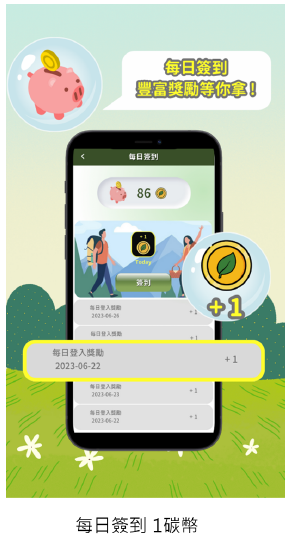 每日簽到
豐富獎勵等你拿！
每日簽到
86
+1
Today
簽到
+1
每日登入獎勵
2023-06-26
+1
每日登入獎勵
每日登入獎勵
2023-06-22
+1
每日登入獎勵
2023-06-23
+1
每日登入獎勵
2023-06-22
+1
每日簽到 1碳幣